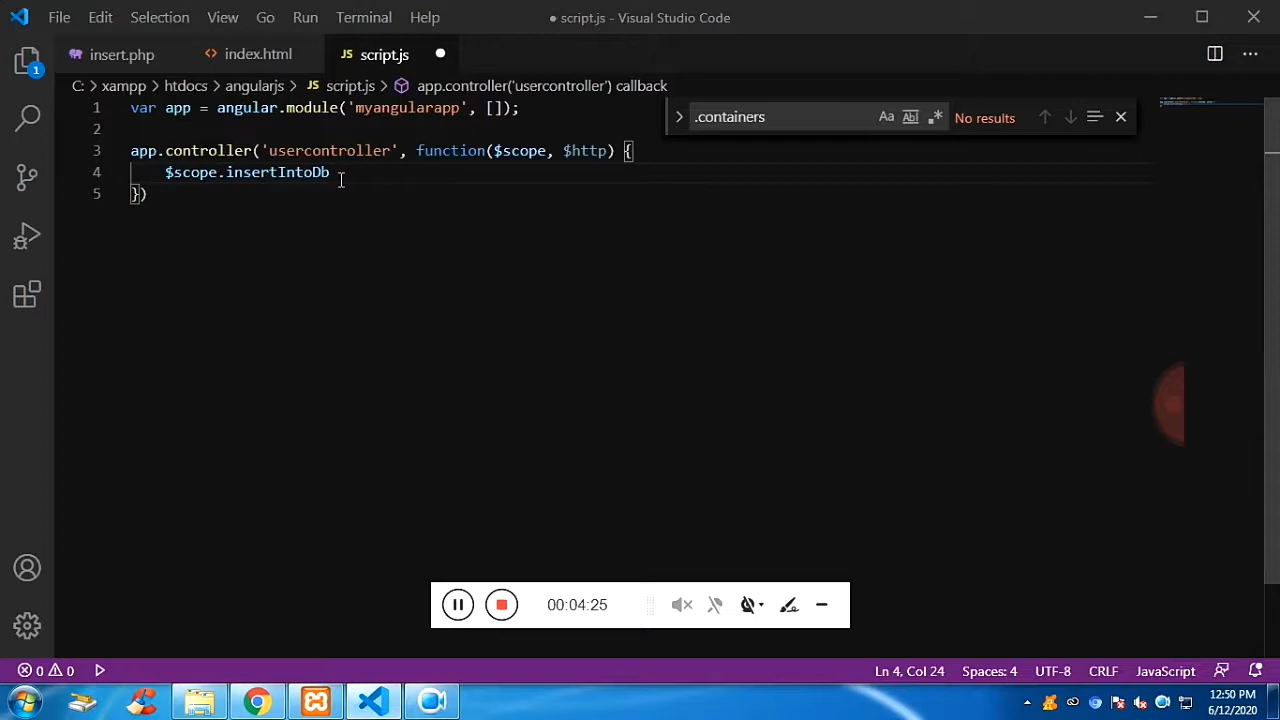 File Edit Selection View Go Run Terminal Help
● script.js - Visual Studio Code
insert.php
index.html
JS script.js
C: > xampp > htdocs > angularjs > JS script.js > app.controller('usercontroller') callback
.containers
Aa Abl .* No results
1 var app = angular.module('myangularapp', []);
2
3 app.controller('usercontroller', function($scope, $http) {
4 $scope.insertIntoDb
5 })
1
00:04:25
0 0
Ln 4, Col 24 Spaces: 4 UTF-8 CRLF JavaScript
12:50 PM
6/12/2020